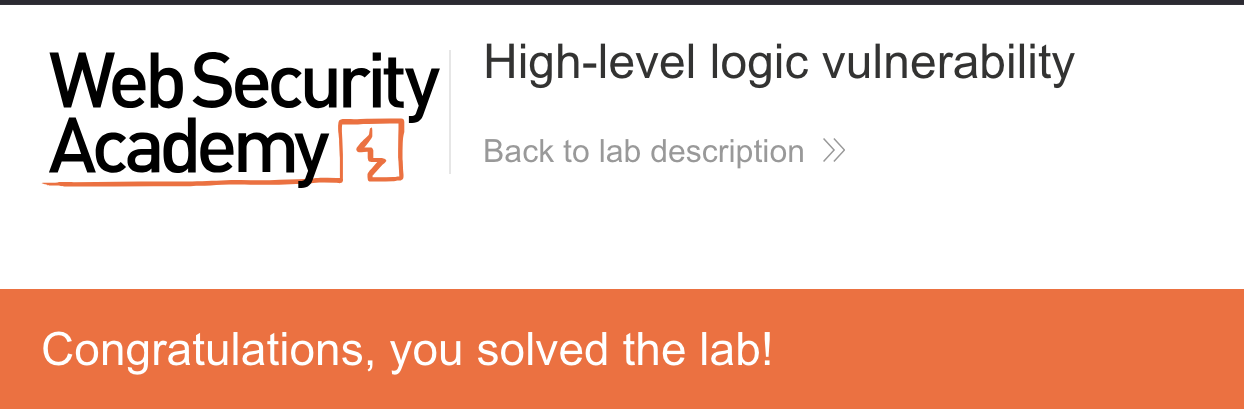 Web Security
Academy
High-level logic vulnerability
Back to lab description
Congratulations, you solved the lab!